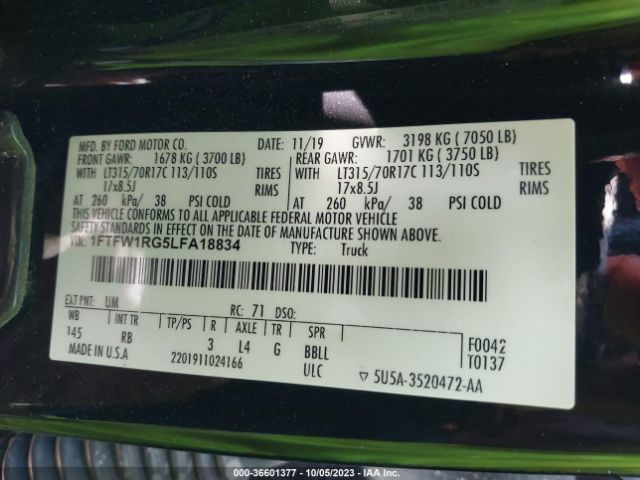 MFD. BY FORD MOTOR CO. DATE: 11/19 GVWR: 3198 KG ( 7050 LB)
FRONT GAWR: 1678 KG ( 3700 LB) REAR GAWR: 1701 KG ( 3750 LB)
WITH LT315/70R17C 113/110S TIRES WITH LT315/70R17C 113/110S TIRES
17x8.5J RIMS 17x8.5J RIMS
AT 260 kPa/ 38 PSI COLD AT 260 kPa/ 38 PSI COLD
THIS VEHICLE CONFORMS TO ALL APPLICABLE FEDERAL MOTOR VEHICLE
SAFETY STANDARDS IN EFFECT ON THE DATE OF MANUFACTURE SHOWN ABOVE.
VIN: 1FTFW1RG5LFA18834 TYPE: Truck
EXT PNT: UM RC: 71 DSO:
WB INT TR TP/PS R AXLE TR SPR F0042
145 RB 3 L4 G BBLL T0137
MADE IN U.S.A 2201911024166 ULC ▽ 5U5A-3520472-AA
000-36601377 - 10/05/2023 - IAA Inc.